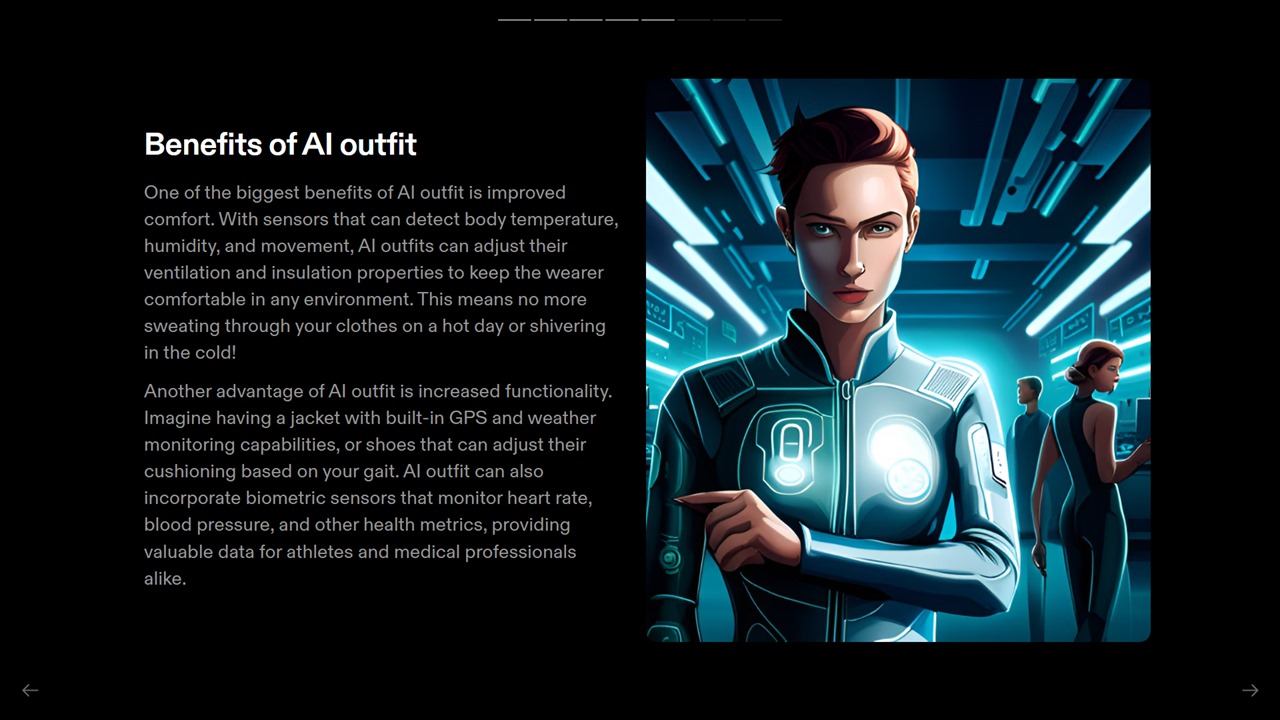 Benefits of AI outfit
One of the biggest benefits of AI outfit is improved
comfort. With sensors that can detect body temperature,
humidity, and movement, AI outfits can adjust their
ventilation and insulation properties to keep the wearer
comfortable in any environment. This means no more
sweating through your clothes on a hot day or shivering
in the cold!
Another advantage of AI outfit is increased functionality.
Imagine having a jacket with built-in GPS and weather
monitoring capabilities, or shoes that can adjust their
cushioning based on your gait. AI outfit can also
incorporate biometric sensors that monitor heart rate,
blood pressure, and other health metrics, providing
valuable data for athletes and medical professionals
alike.